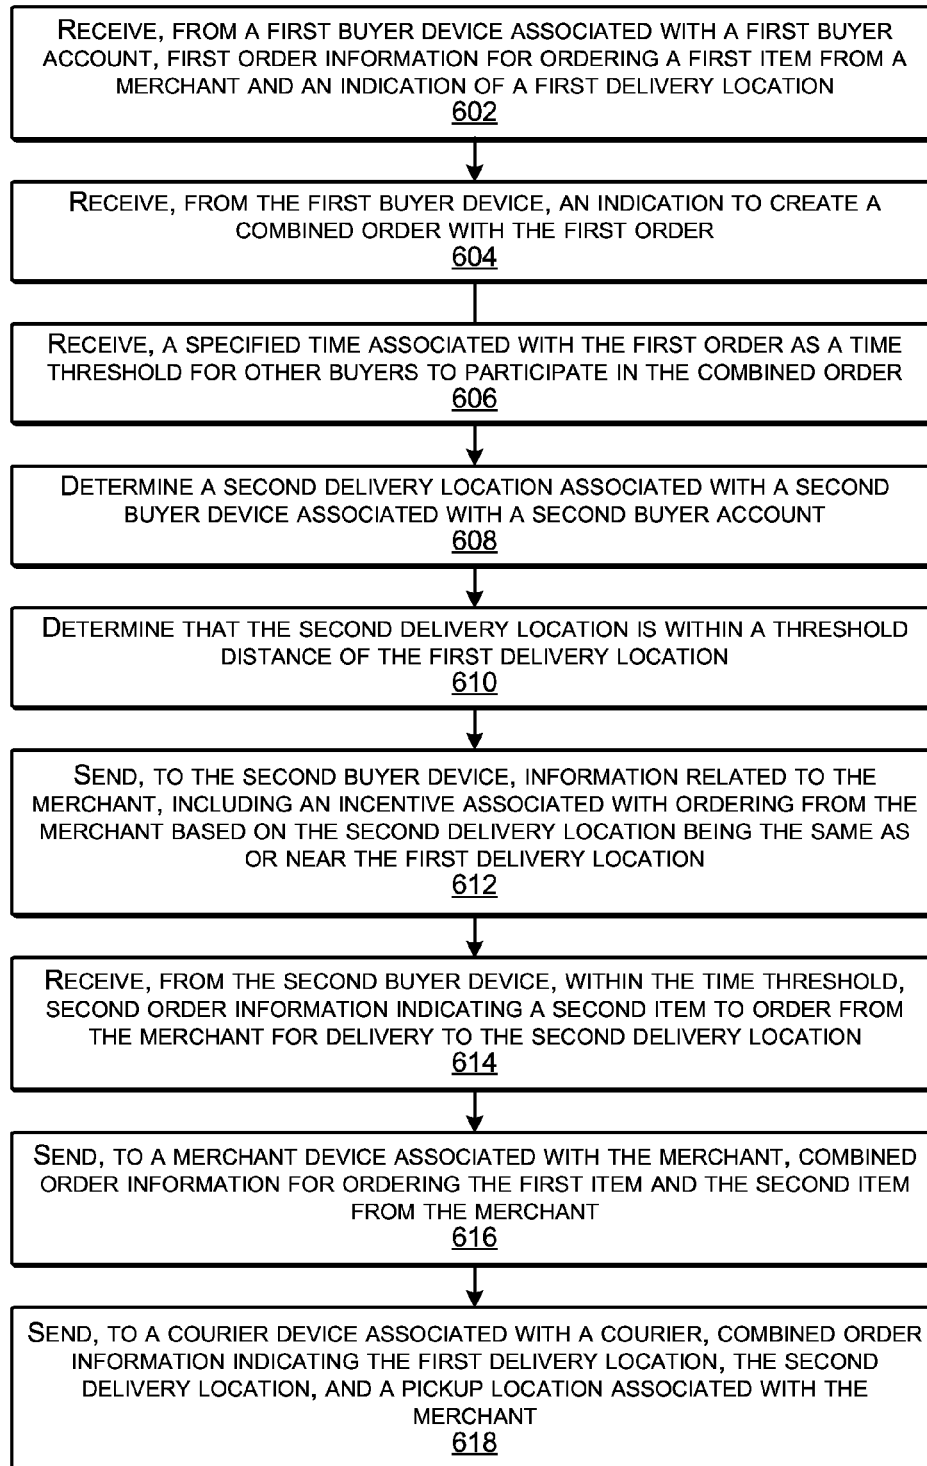 RECEIVE, FROM A FIRST BUYER DEVICE ASSOCIATED WITH A FIRST BUYER
ACCOUNT, FIRST ORDER INFORMATION FOR ORDERING A FIRST ITEM FROM A
MERCHANT AND AN INDICATION OF A FIRST DELIVERY LOCATION
602
RECEIVE, FROM THE FIRST BUYER DEVICE, AN INDICATION TO CREATE A
COMBINED ORDER WITH THE FIRST ORDER
604
RECEIVE, A SPECIFIED TIME ASSOCIATED WITH THE FIRST ORDER AS A TIME
THRESHOLD FOR OTHER BUYERS TO PARTICIPATE IN THE COMBINED ORDER
606
DETERMINE A SECOND DELIVERY LOCATION ASSOCIATED WITH A SECOND
BUYER DEVICE ASSOCIATED WITH A SECOND BUYER ACCOUNT
608
DETERMINE THAT THE SECOND DELIVERY LOCATION IS WITHIN A THRESHOLD
DISTANCE OF THE FIRST DELIVERY LOCATION
610
SEND, TO THE SECOND BUYER DEVICE, INFORMATION RELATED TO THE
MERCHANT, INCLUDING AN INCENTIVE ASSOCIATED WITH ORDERING FROM THE
MERCHANT BASED ON THE SECOND DELIVERY LOCATION BEING THE SAME AS
OR NEAR THE FIRST DELIVERY LOCATION
612
RECEIVE, FROM THE SECOND BUYER DEVICE, WITHIN THE TIME THRESHOLD,
SECOND ORDER INFORMATION INDICATING A SECOND ITEM TO ORDER FROM
THE MERCHANT FOR DELIVERY TO THE SECOND DELIVERY LOCATION
614
SEND, TO A MERCHANT DEVICE ASSOCIATED WITH THE MERCHANT, COMBINED
ORDER INFORMATION FOR ORDERING THE FIRST ITEM AND THE SECOND ITEM
FROM THE MERCHANT
616
SEND, TO A COURIER DEVICE ASSOCIATED WITH A COURIER, COMBINED ORDER
INFORMATION INDICATING THE FIRST DELIVERY LOCATION, THE SECOND
DELIVERY LOCATION, AND A PICKUP LOCATION ASSOCIATED WITH THE
MERCHANT
618